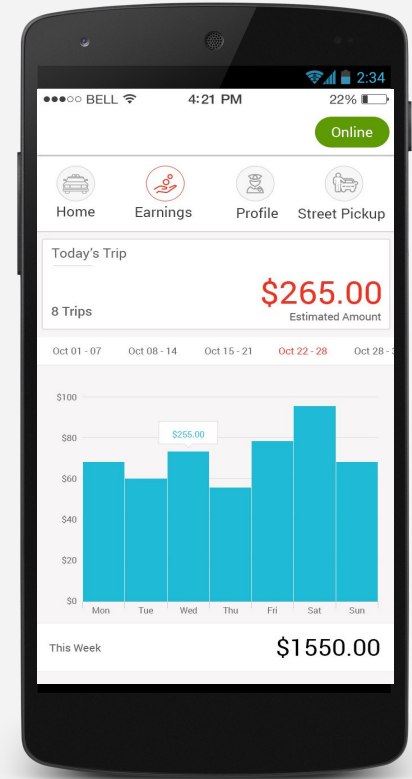 2:34
●●●○○ BELL 4:21 PM 22%
Online
Home Earnings Profile Street Pickup
Today's Trip
$265.00
8 Trips
Estimated Amount
Oct 01 - 07 Oct 08 - 14 Oct 15 - 21 Oct 22 - 28 Oct 28 -
$100
$80
$255.00
$60
$40
$20
$0
Mon Tue Wed Thu Fri Sat Sun
This Week $1550.00